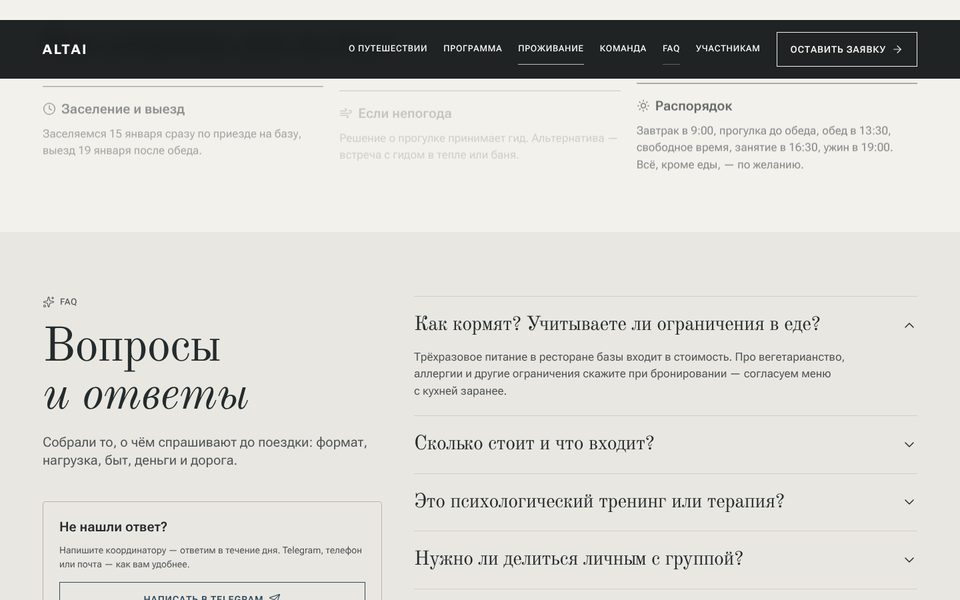 ALTAI
О ПУТЕШЕСТВИИ
ПРОГРАММА
ПРОЖИВАНИЕ
КОМАНДА
FAQ
УЧАСТНИКАМ
ОСТАВИТЬ ЗАЯВКУ
Заселение и выезд
Заселяемся 15 января сразу по приезде на базу,
выезд 19 января после обеда.
Если непогода
Решение о прогулке принимает гид. Альтернатива —
встреча с гидом в тепле или баня.
Распорядок
Завтрак в 9:00, прогулка до обеда, обед в 13:30,
свободное время, занятие в 16:30, ужин в 19:00.
Всё, кроме еды, — по желанию.
FAQ
Вопросы
и ответы
Собрали то, о чём спрашивают до поездки: формат,
нагрузка, быт, деньги и дорога.
Не нашли ответ?
Напишите координатору — ответим в течение дня. Telegram, телефон
или почта — как вам удобнее.
НАПИСАТЬ В TELEGRAM
Как кормят? Учитываете ли ограничения в еде?
Трёхразовое питание в ресторане базы входит в стоимость. Про вегетарианство,
аллергии и другие ограничения скажите при бронировании — согласуем меню
с кухней заранее.
Сколько стоит и что входит?
Это психологический тренинг или терапия?
Нужно ли делиться личным с группой?